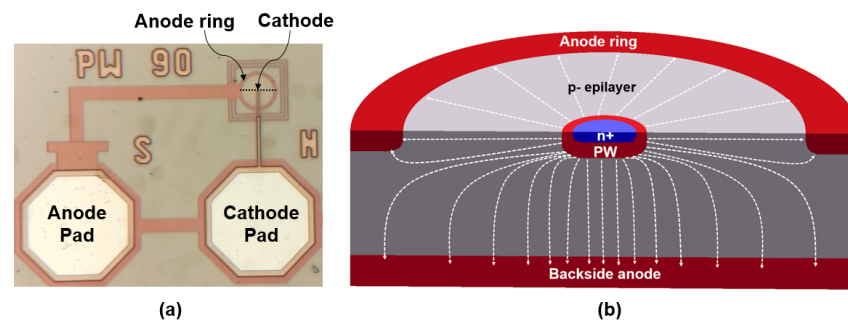 Anode ring
Cathode
PW 90
S
H
Anode
Pad
Cathode
Pad
(a)
Anode ring
p- epilayer
n+
PW
Backside anode
(b)